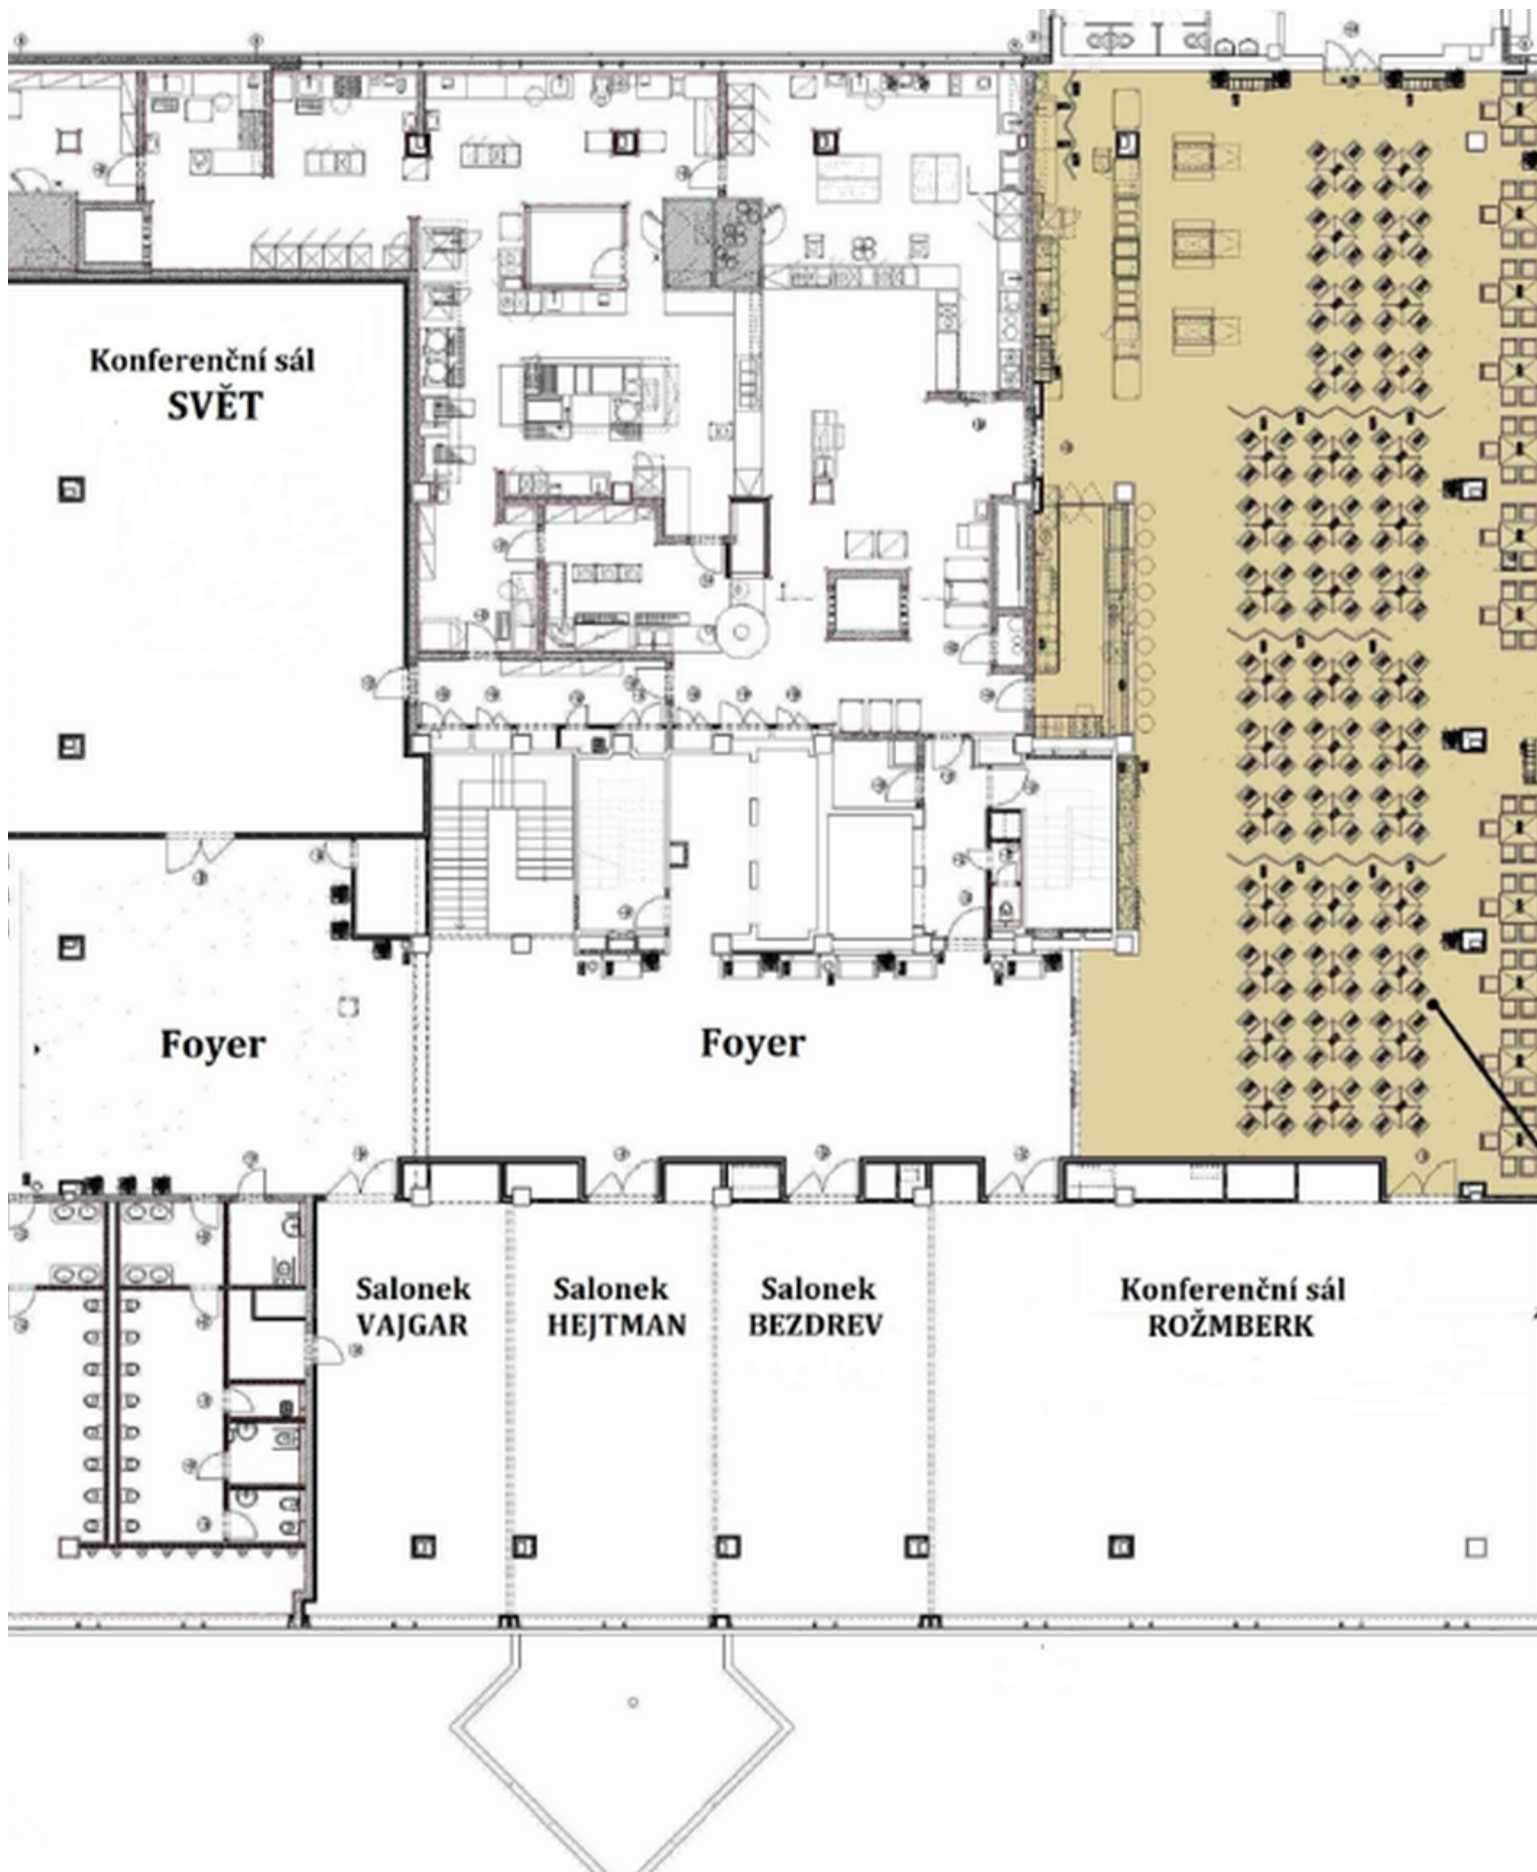 Konferenční sál
SVĚT
Foyer
Foyer
Salonek
VAJGAR
Salonek
HEJTMAN
Salonek
BEZDREV
Konferenční sál
ROŽMBERK